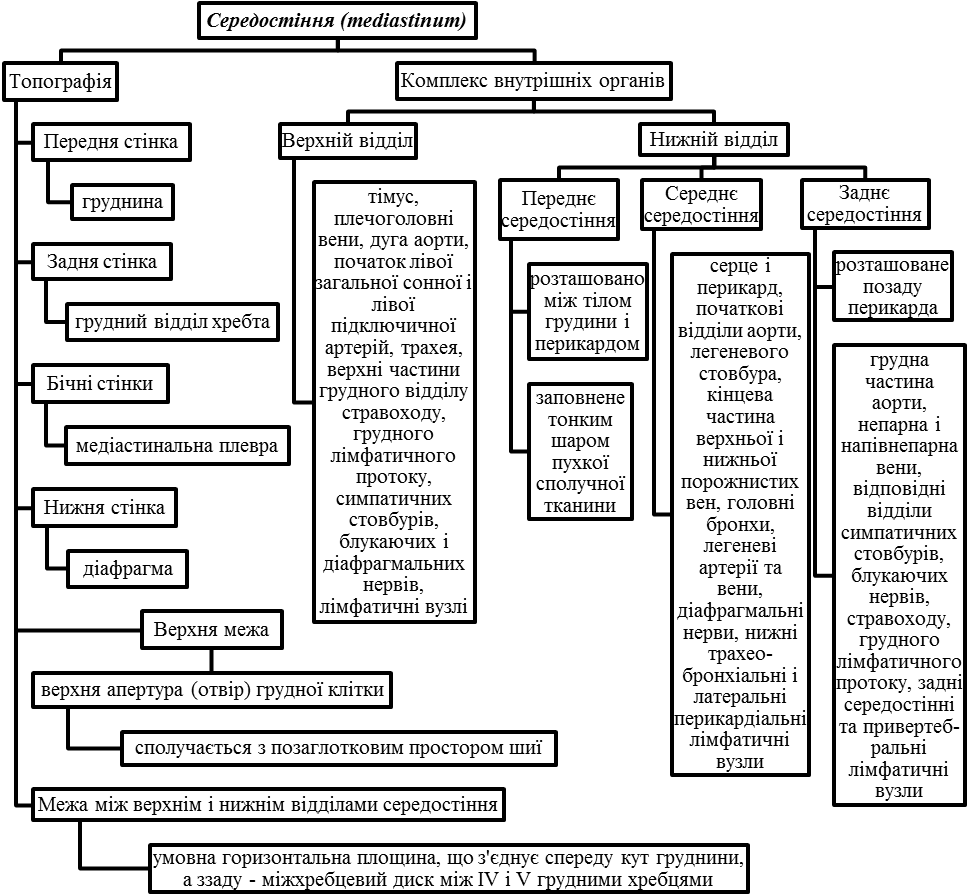 Середостіння (mediastinum)
Топографія
Передня стінка
груднина
Задня стінка
грудний відділ хребта
Бічні стінки
медіастинальна плевра
Нижня стінка
діафрагма
Верхня межа
верхня апертура (отвір) грудної клітки
сполучається з позаглотковим простором шиї
Межа між верхнім і нижнім відділами середостіння
умовна горизонтальна площина, що з'єднує спереду кут груднини,
а ззаду - міжхребцевий диск між IV і V грудними хребцями
Комплекс внутрішніх органів
Верхній відділ
тімус,
плечоголовні
вени, дуга аорти,
початок лівої
загальної сонної і
лівої
підключичної
артерій, трахея,
верхні частини
грудного відділу
стравоходу,
грудного
лімфатичного
протоку,
симпатичних
стовбурів,
блукаючих і
діафрагмальних
нервів,
лімфатичні вузлі
Нижній відділ
Переднє
середостіння
розташовано
між тілом
грудини і
перикардом
заповнене
тонким
шаром
пухкої
сполучної
тканини
Середнє
середостіння
серце і
перикард,
початкові
відділи аорти,
легеневого
стовбура,
кінцева
частина
верхньої і
нижньої
порожнистих
вен, головні
бронхи,
легеневі
артерії та
вени,
діафрагмальні
нерви, нижні
трахео-
бронхіальні і
латеральні
перикардіальні
лімфатичні
вузли
Заднє
середостіння
розташоване
позаду
перикарда
грудна
частина
аорти,
непарна і
напівнепарна
вени,
відповідні
відділи
симпатичних
стовбурів,
блукаючих
нервів,
стравоходу,
грудного
лімфатичного
протоку, задні
середостінні
та привертеб-
ральні
лімфатичні
вузли